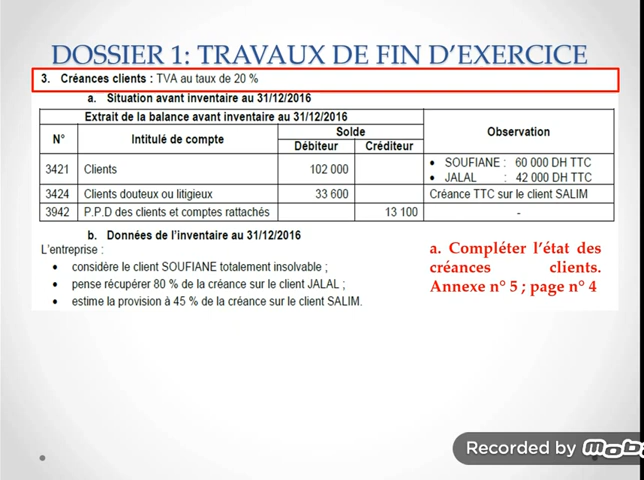 DOSSIER 1: TRAVAUX DE FIN D'EXERCICE
3. Créances clients : TVA au taux de 20 %
a. Situation avant inventaire au 31/12/2016
Extrait de la balance avant inventaire au 31/12/2016
N° Intitulé de compte Solde Observation
Débiteur Créditeur
3421 Clients 102 000 • SOUFIANE : 60 000 DH TTC
• JALAL : 42 000 DH TTC
3424 Clients douteux ou litigieux 33 600 Créance TTC sur le client SALIM
3942 P.P.D des clients et comptes rattachés 13 100 -
b. Données de l'inventaire au 31/12/2016
L'entreprise :
• considère le client SOUFIANE totalement insolvable ;
• pense récupérer 80 % de la créance sur le client JALAL ;
• estime la provision à 45 % de la créance sur le client SALIM.
a. Compléter l'état des
créances clients.
Annexe n° 5 ; page n° 4
Recorded by